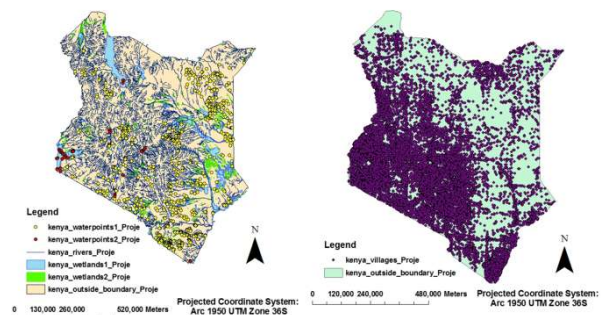 Legend
kenya_waterpoints1_Proje
kenya_waterpoints2_Proje
kenya_rivers_Proje
kenya_wetlands1_Proje
kenya_wetlands2_Proje
kenya_outside_boundary_Proje
N
0 130,000 260,000 520,000 Meters
Projected Coordinate System:
Arc 1950 UTM Zone 36S
Legend
kenya_villages_Proje
kenya_outside_boundary_Proje
N
120,000 240,000 480,000 Meters
Projected Coordinate System:
Arc 1950 UTM Zone 36S